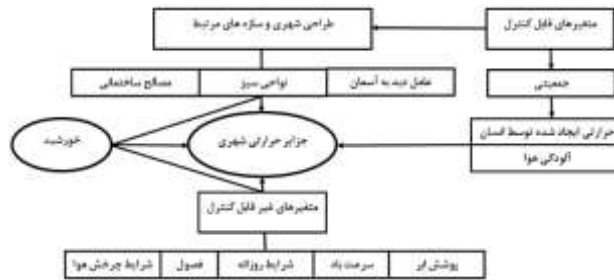 متغیرهای قابل کنترل
طراحی شهری و سازه های مرتبط
جمعیتی
عامل دید به آسمان
نواحی سبز
مصالح ساختمانی
حرارتی ایجاد شده توسط انسان
آلودگی هوا
جزایر حرارتی شهری
خورشید
متغیرهای غیر قابل کنترل
پوشش ابر
سرعت باد
شرایط روزانه
فصول
شرایط چرخش هوا